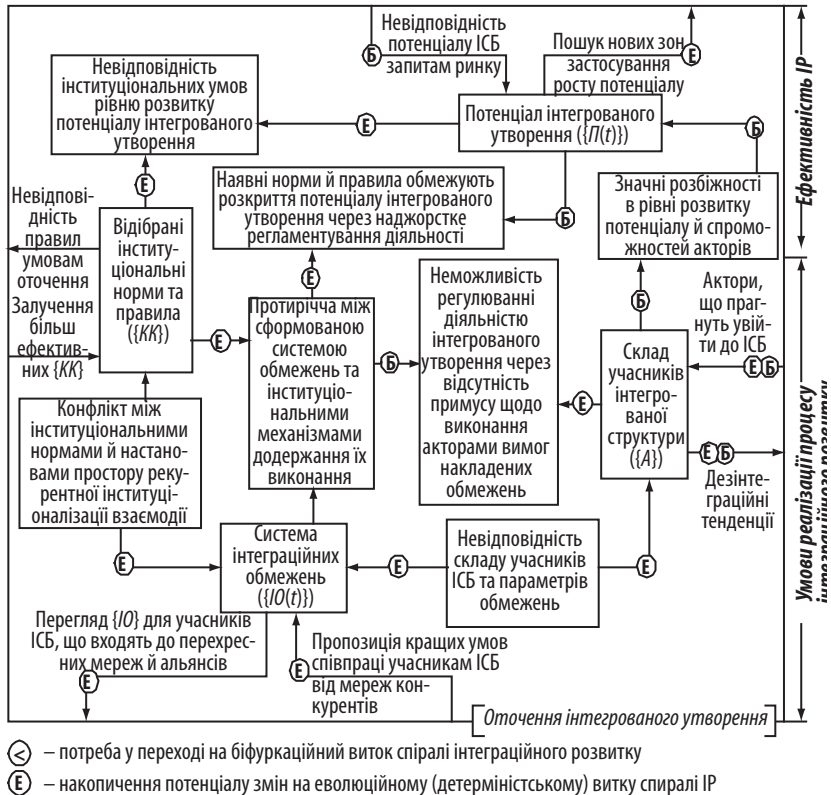 Невідповідність
потенціалу ІСБ
запитам ринку
Б
Пошук нових зон
застосування
росту потенціалу
Е
Невідповідність
інституціональних умов
рівню розвитку
потенціалу інтегрованого
утворення
Е
Потенціал інтегрованого
утворення ({П(t)})
Б
Ефективність ІР
Е
Наявні норми й правила обмежують
розкриття потенціалу інтегрованого
утворення через наджорстке
регламентування діяльності
Б
Значні розбіжності
в рівні розвитку
потенціалу й спромо-
жностей акторів
Невідпові-
дність
правил
умовам
оточення
Залучення
більш
ефектив-
них {КК}
Відібрані
інститу-
ціональні
норми та
правила
({КК})
Е
Е
Протиріччя між
сформованою
системою
обмежень та
інституціо-
нальними
механізмами
додержання їх
виконання
Б
Неможливість
регулюванні
діяльністю
інтегрованого
утворення через
відсутність
примусу щодо
виконання
акторами вимог
накладених
обмежень
Е
Б
Склад
учасників
інтегро-
ваної
структури
({А})
Актори,
що праг-
нуть увій-
ти до ІСБ
Е Б
Е Б
Дезінте-
граційні
тенденції
Умови реалізації процесу
інтеграційного розвитку
Конфлікт між
інституціональними
нормами й настано-
вами простору реку-
рентної інституці-
оналізації взаємодії
Е
Система
інтеграційних
обмежень
({ІО(t)})
Е
Невідповідність
складу учасників
ІСБ та параметрів
обмежень
Е
Перегляд {ІО} для учасників
ІСБ, що входять до перехрес-
них мереж й альянсів
Е
Пропозиція кращих умов
співпраці учасникам ІСБ
від мереж кон-
курентів
Е
Оточення інтегрованого утворення
< – потреба у переході на біфуркаційний виток спіралі інтеграційного розвитку
Е – накопичення потенціалу змін на еволюційному (детерміністському) витку спиралі ІР